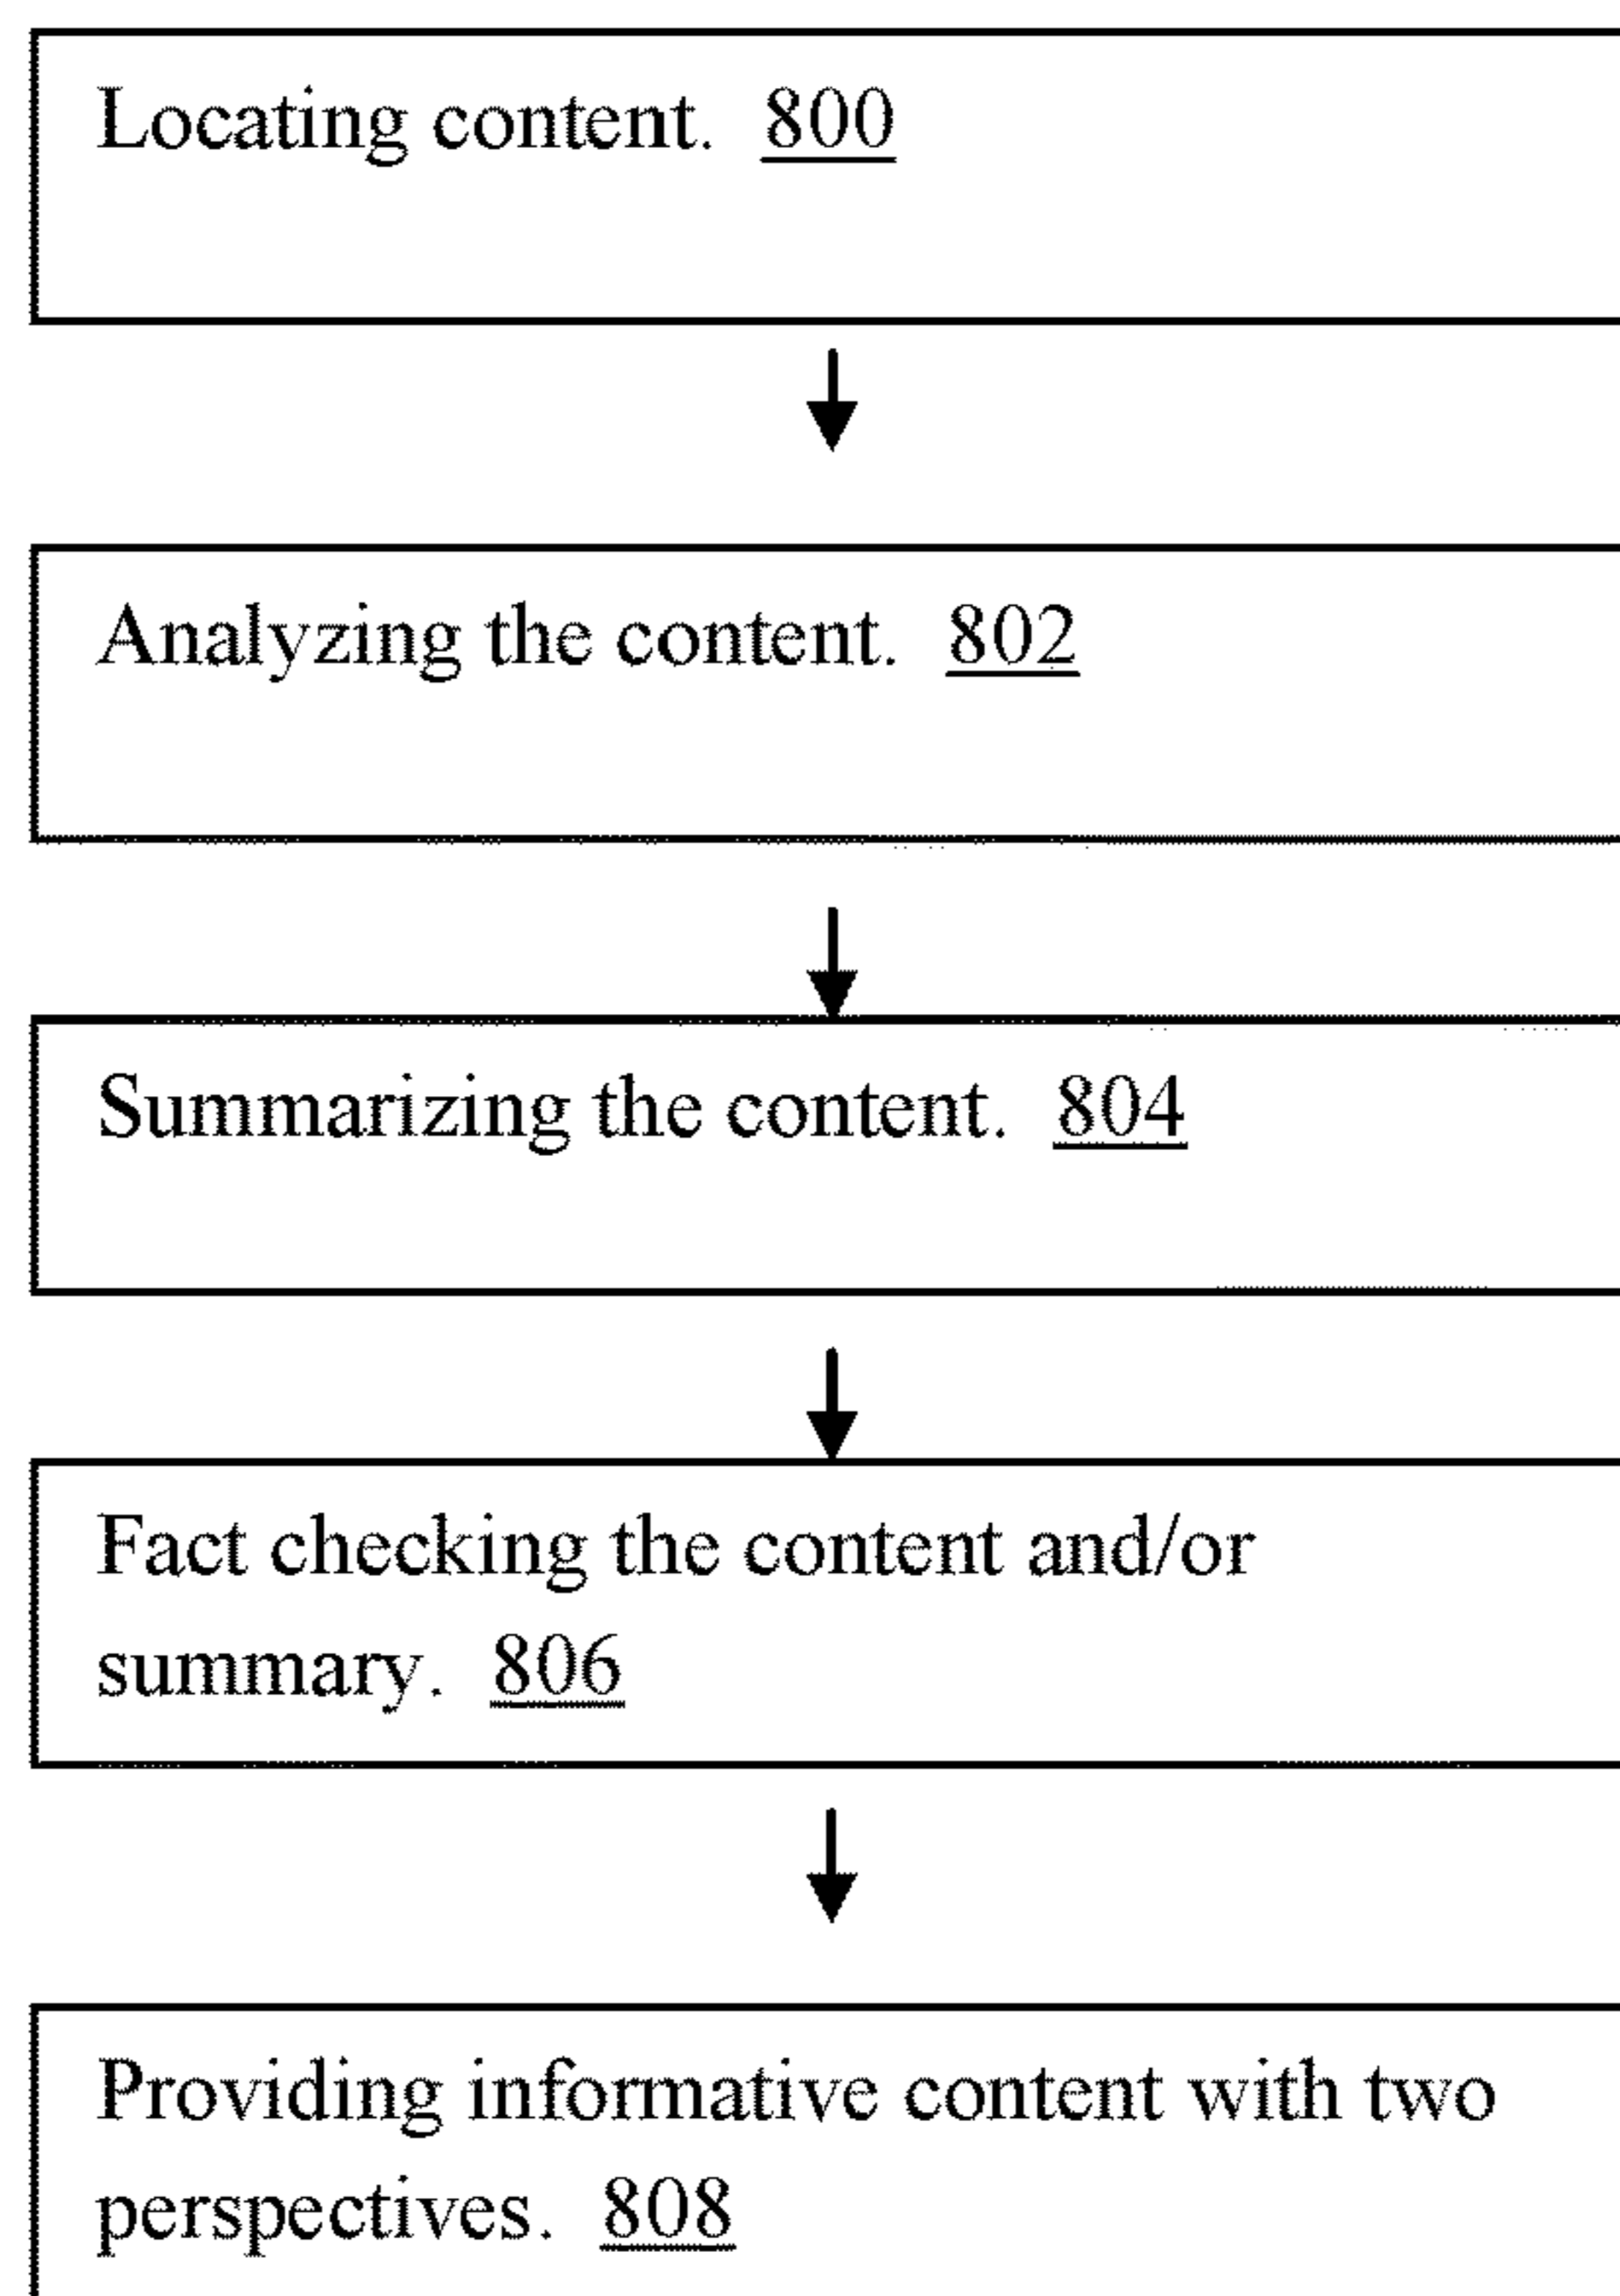 Locating content. 800
Analyzing the content. 802
Summarizing the content. 804
Fact checking the content and/or
summary. 806
Providing informative content with two
perspectives. 808